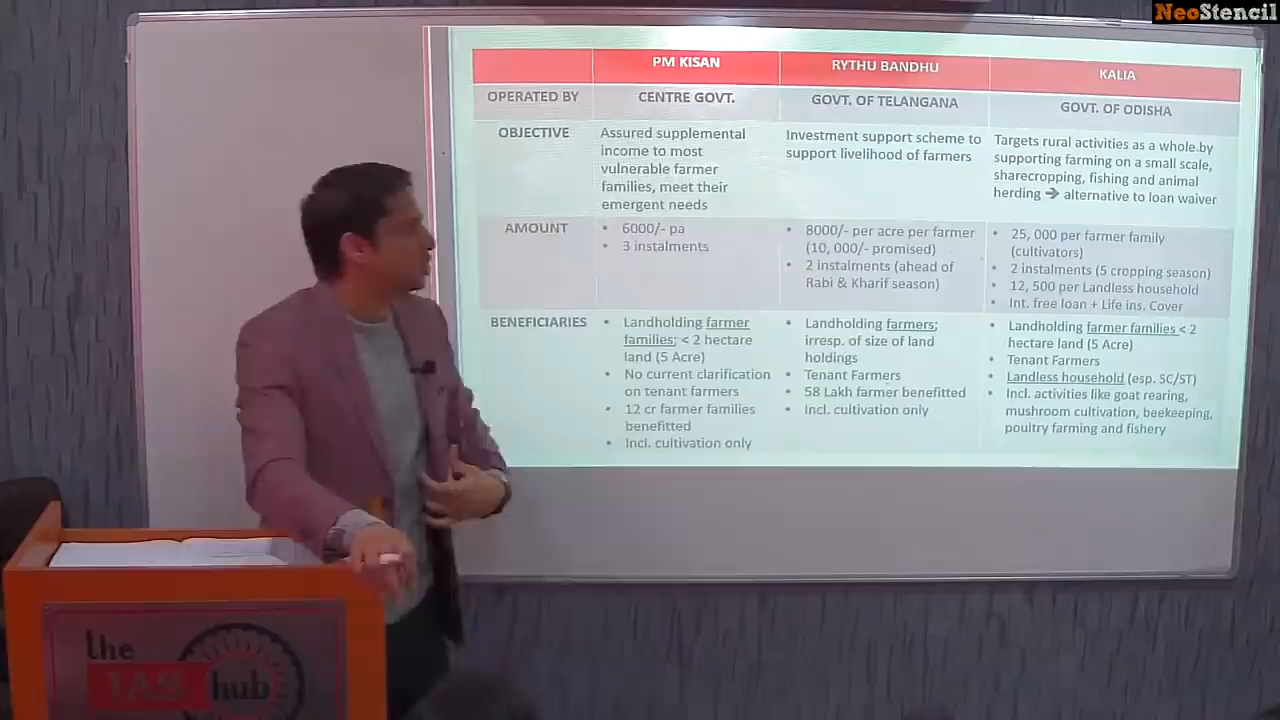 NeoStencil
PM KISAN
RYTHU BANDHU
KALIA
OPERATED BY
CENTRE GOVT.
GOVT. OF TELANGANA
GOVT. OF ODISHA
OBJECTIVE
Assured supplemental
income to most
vulnerable farmer
families, meet their
emergent needs
Investment support scheme to
support livelihood of farmers
Targets rural activities as a whole.by
supporting farming on a small scale,
sharecropping, fishing and animal
herding ➔ alternative to loan waiver
AMOUNT
• 6000/- pa
• 3 instalments
• 8000/- per acre per farmer
(10, 000/- promised)
• 2 instalments (ahead of
Rabi & Kharif season)
• 25, 000 per farmer family
(cultivators)
• 2 instalments (5 cropping season)
• 12, 500 per Landless household
• Int. free loan + Life ins. Cover
BENEFICIARIES
• Landholding farmer
families; < 2 hectare
land (5 Acre)
• No current clarification
on tenant farmers
• 12 cr farmer families
benefitted
• Incl. cultivation only
• Landholding farmers;
irresp. of size of land
holdings
• Tenant Farmers
• 58 Lakh farmer benefitted
• Incl. cultivation only
• Landholding farmer families < 2
hectare land (5 Acre)
• Tenant Farmers
• Landless household (esp. SC/ST)
• Incl. activities like goat rearing,
mushroom cultivation, beekeeping,
poultry farming and fishery
the
IAS hub